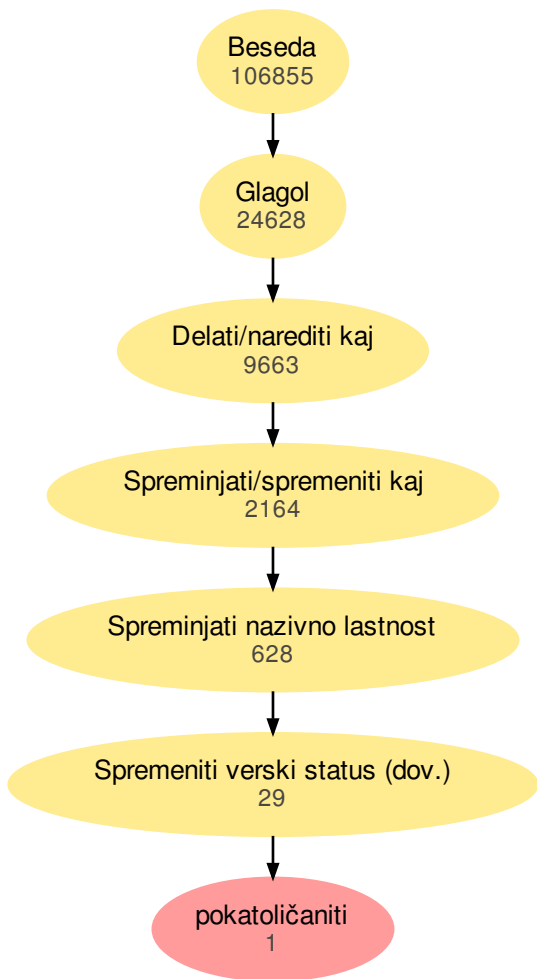 Beseda
106855
Glagol
24628
Delati/narediti kaj
9663
Spreminjati/spremeniti kaj
2164
Spreminjati nazivno lastnost
628
Spremeniti verski status (dov.)
29
pokatoličaniti
1